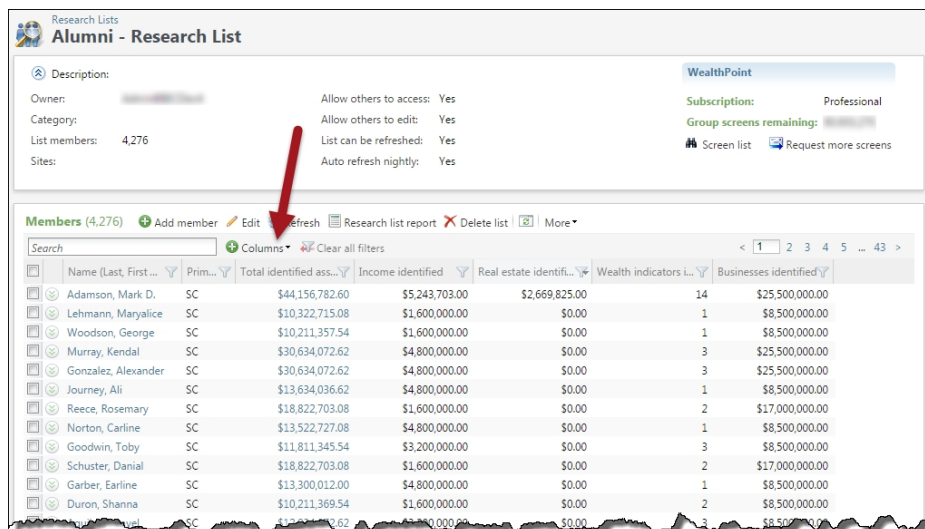 Research Lists
Alumni - Research List
Description:
Owner:
Category:
List members: 4,276
Sites:
Allow others to access: Yes
Allow others to edit: Yes
List can be refreshed: Yes
Auto refresh nightly: Yes
WealthPoint
Subscription: Professional
Group screens remaining:
Screen list Request more screens
Members (4,276) Add member Edit Research list report Delete list More
Search Columns Clear all filters < 1 2 3 4 5 ... 43 >
Name (Last, First ... Prim... Total identified ass... Income identified Real estate identifi... Wealth indicators i... Businesses identified
Adamson, Mark D. SC $44,156,782.60 $5,243,703.00 $2,669,825.00 14 $25,500,000.00
Lehmann, Maryalice SC $10,322,715.08 $1,600,000.00 $0.00 1 $8,500,000.00
Woodson, George SC $10,211,357.54 $1,600,000.00 $0.00 1 $8,500,000.00
Murray, Kendal SC $30,634,072.62 $4,800,000.00 $0.00 3 $25,500,000.00
Gonzalez, Alexander SC $30,634,072.62 $4,800,000.00 $0.00 3 $25,500,000.00
Journey, Ali SC $13,634,036.62 $4,800,000.00 $0.00 1 $8,500,000.00
Reece, Rosemary SC $18,822,703.08 $1,600,000.00 $0.00 2 $17,000,000.00
Norton, Carline SC $13,522,727.08 $4,800,000.00 $0.00 1 $8,500,000.00
Goodwin, Toby SC $11,811,345.54 $3,200,000.00 $0.00 3 $8,500,000.00
Schuster, Danial SC $18,822,703.08 $1,600,000.00 $0.00 2 $17,000,000.00
Garber, Earline SC $13,300,012.00 $4,800,000.00 $0.00 1 $8,500,000.00
Duron, Shanna SC $10,211,369.54 $1,600,000.00 $0.00 2 $8,500,000.00
SC $0.00 3